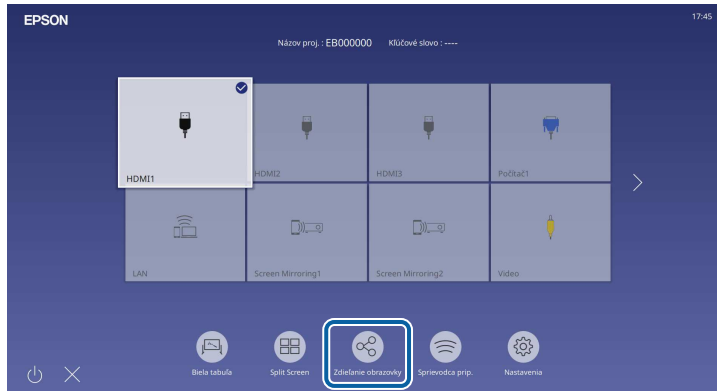 EPSON
17:45
Názov proj. : EB000000 Kľúčové slovo : ----
HDMI1
HDMI2
HDMI3
Počítač1
LAN
Screen Mirroring1
Screen Mirroring2
Video
Biela tabuľa
Split Screen
Zdieľanie obrazovky
Sprievodca prip.
Nastavenia